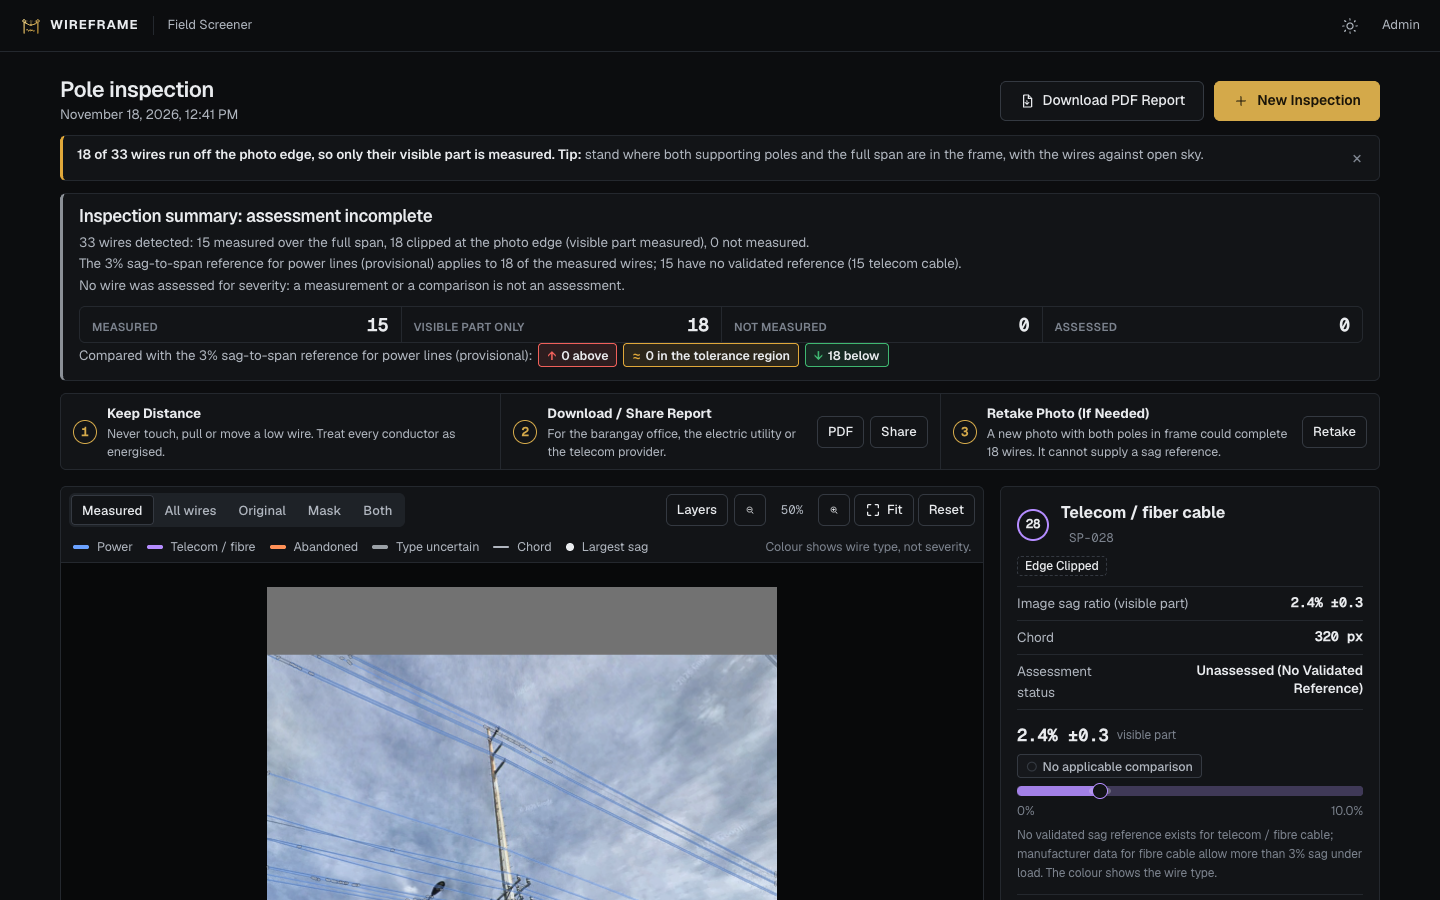 WIREFRAME
Field Screener
Admin
Pole inspection
November 18, 2026, 12:41 PM
Download PDF Report
+ New Inspection
18 of 33 wires run off the photo edge, so only their visible part is measured. Tip: stand where both supporting poles and the full span are in the frame, with the wires against open sky.
×
Inspection summary: assessment incomplete
33 wires detected: 15 measured over the full span, 18 clipped at the photo edge (visible part measured), 0 not measured.
The 3% sag-to-span reference for power lines (provisional) applies to 18 of the measured wires; 15 have no validated reference (15 telecom cable).
No wire was assessed for severity: a measurement or a comparison is not an assessment.
MEASURED 15
VISIBLE PART ONLY 18
NOT MEASURED 0
ASSESSED 0
Compared with the 3% sag-to-span reference for power lines (provisional): ↑ 0 above ≈ 0 in the tolerance region ↓ 18 below
1
Keep Distance
Never touch, pull or move a low wire. Treat every conductor as
energised.
2
Download / Share Report
For the barangay office, the electric utility or
the telecom provider.
PDF
Share
3
Retake Photo (If Needed)
A new photo with both poles in frame could complete
18 wires. It cannot supply a sag reference.
Retake
Measured
All wires
Original
Mask
Both
Layers
50%
Fit
Reset
Power
Telecom / fibre
Abandoned
Type uncertain
Chord
Largest sag
Colour shows wire type, not severity.
28
Telecom / fiber cable
SP-028
Edge Clipped
Image sag ratio (visible part) 2.4% ±0.3
Chord 320 px
Assessment
status
Unassessed (No Validated
Reference)
2.4% ±0.3 visible part
No applicable comparison
0% 10.0%
No validated sag reference exists for telecom / fibre cable;
manufacturer data for fibre cable allow more than 3% sag under
load. The colour shows the wire type.